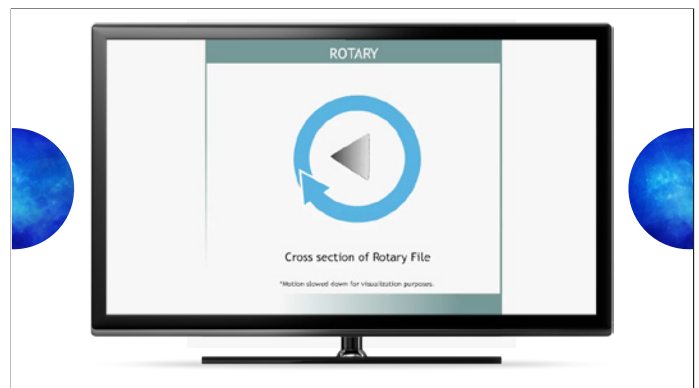 ROTARY
Cross section of Rotary File
*Motion slowed down for visualization purposes.